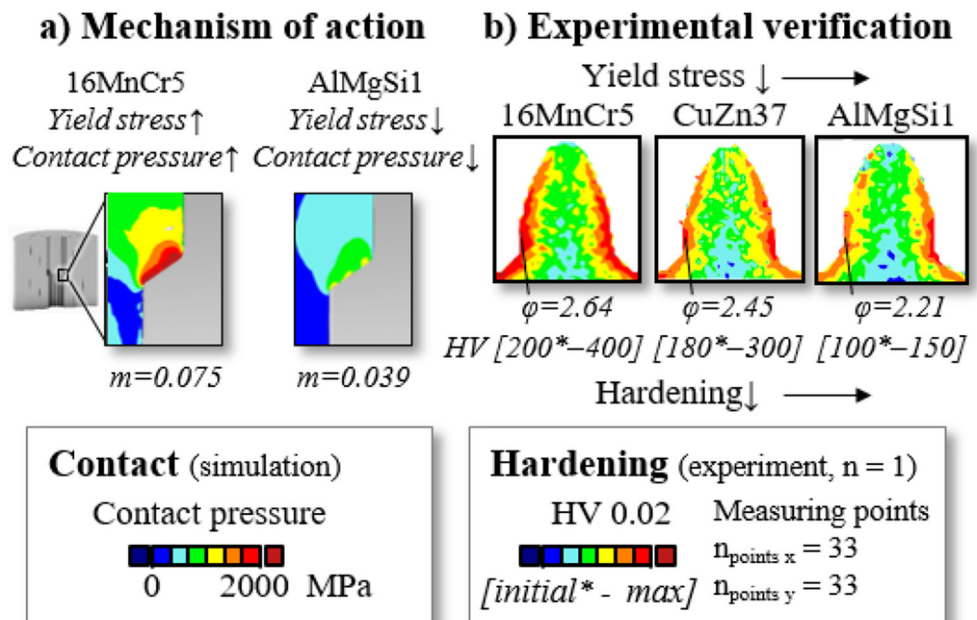 a) Mechanism of action
16MnCr5
Yield stress↑
Contact pressure↑
AlMgSi1
Yield stress↓
Contact pressure↓
m=0.075
m=0.039
b) Experimental verification
Yield stress ↓
16MnCr5 CuZn37 AlMgSi1
φ=2.64 φ=2.45 φ=2.21
HV [200*–400] [180*–300] [100*–150]
Hardening↓
Contact (simulation)
Contact pressure
0 2000 MPa
Hardening (experiment, n = 1)
HV 0.02
[initial* - max]
Measuring points
n points x = 33
n points y = 33